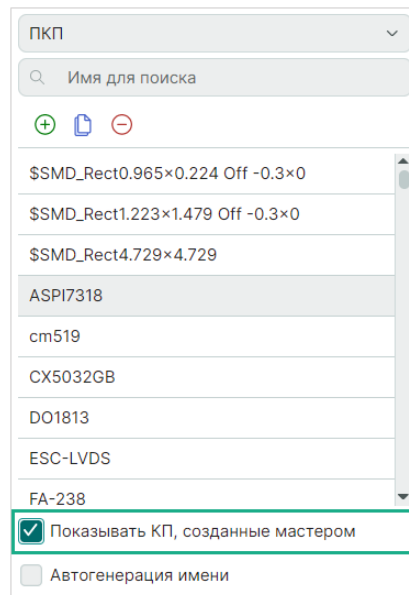 ПКП
Имя для поиска
$SMD_Rect0.965×0.224 Off -0.3×0
$SMD_Rect1.223×1.479 Off -0.3×0
$SMD_Rect4.729×4.729
ASPI7318
cm519
CX5032GB
DO1813
ESC-LVDS
FA-238
Показывать КП, созданные мастером
Автогенерация имени